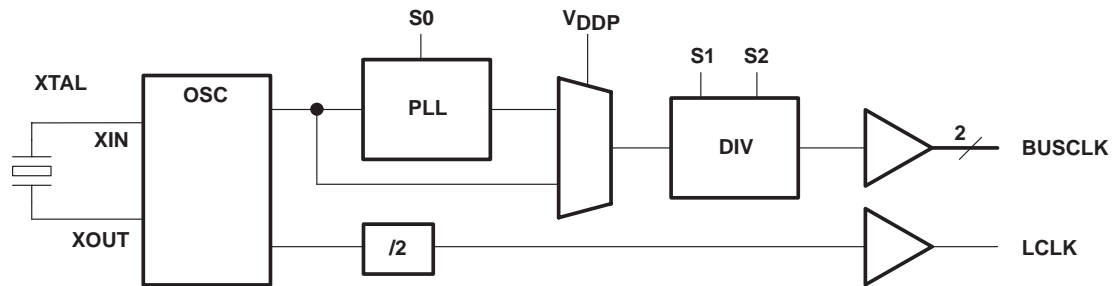 S0
VDDP
S1
S2
XTAL
OSC
PLL
XIN
DIV
2
BUSCLK
XOUT
/2
LCLK